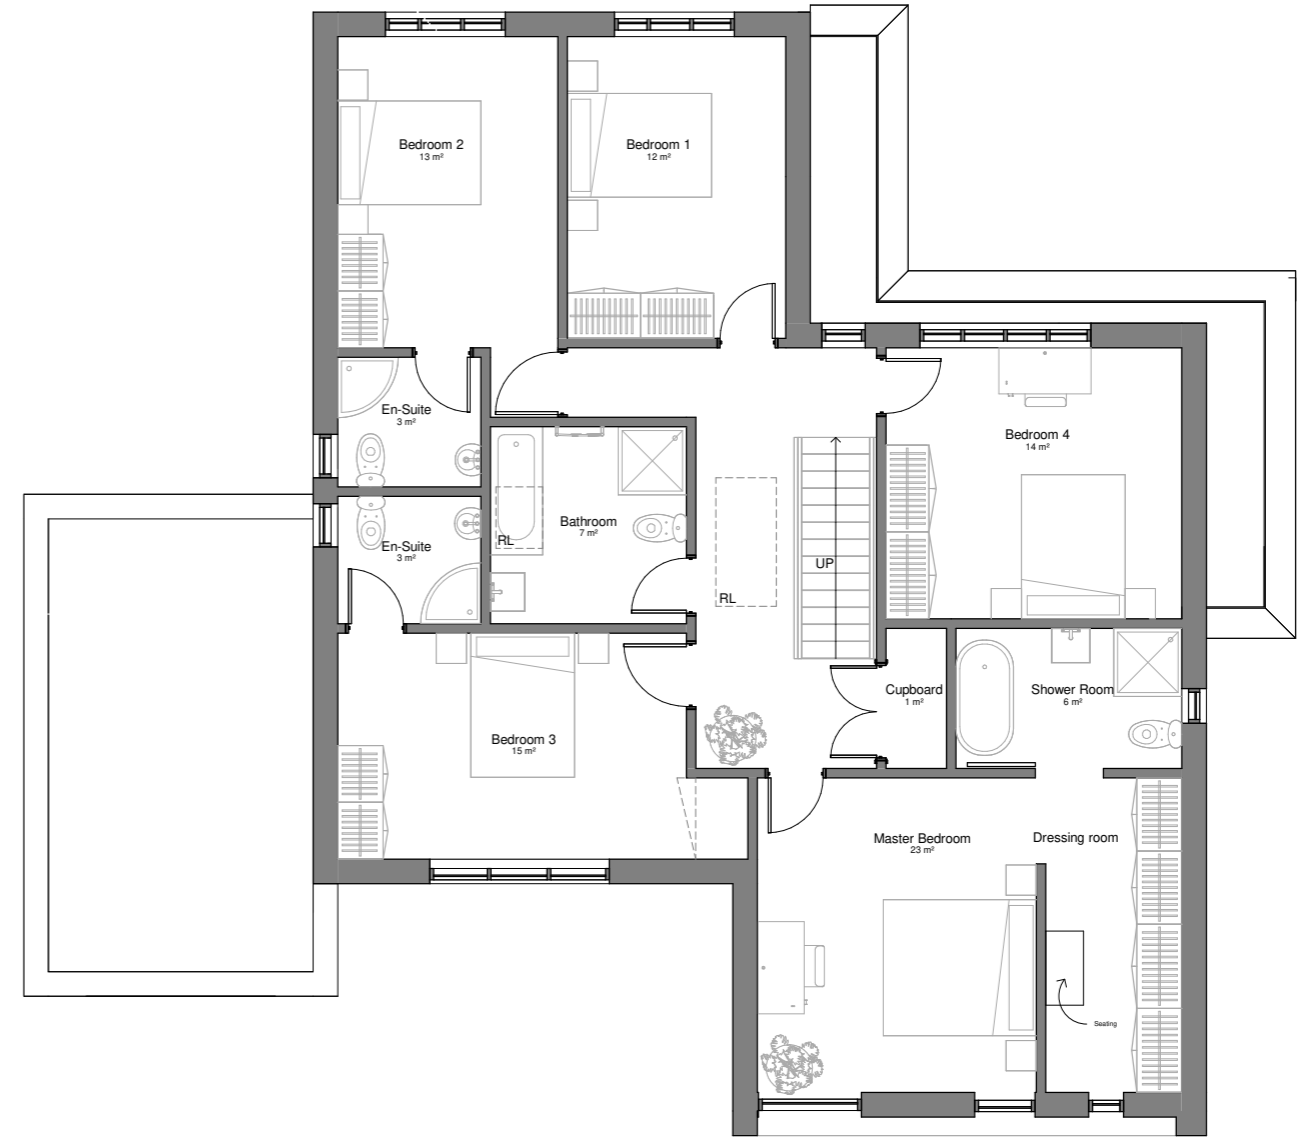 Bedroom 2
13 m²
Bedroom 1
12 m²
En-Suite
3 m²
Bedroom 4
14 m²
Bathroom
7 m²
RL
En-Suite
3 m²
UP
RL
Bedroom 3
15 m²
Cupboard
1 m²
Shower Room
6 m²
Master Bedroom
23 m²
Dressing room
Seating